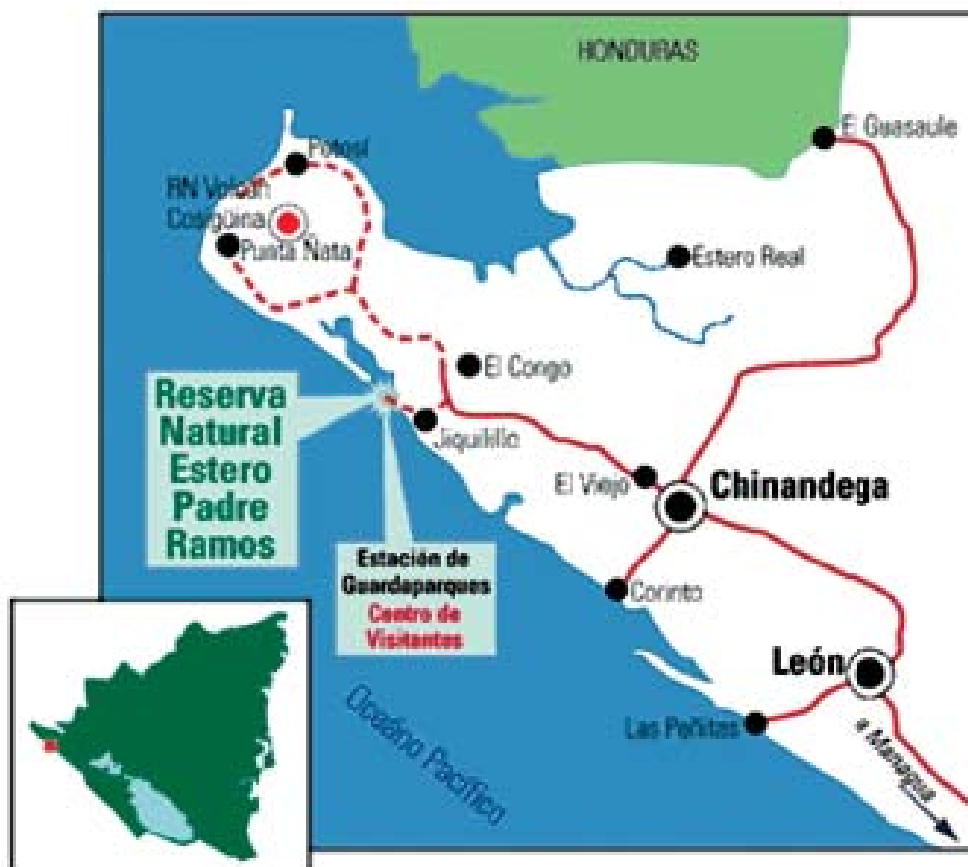 HONDURAS
El Guasaule
Potosí
RN Volcán
Cosigüina
Punta Ñata
Estero Real
El Congo
Reserva
Natural
Estero
Padre
Ramos
Jiquilillo
El Viejo
Chinandega
Estación de
Guardaparques
Centro de
Visitantes
Corinto
León
Las Peñitas
a Managua
Oceáno Pacífico